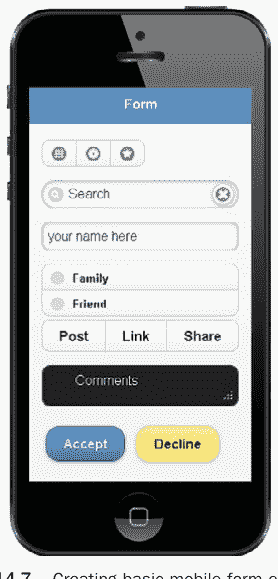 Form
Search
your name here
Family
Friend
Post Link Share
Comments
Accept Decline
Creating basic mobile form